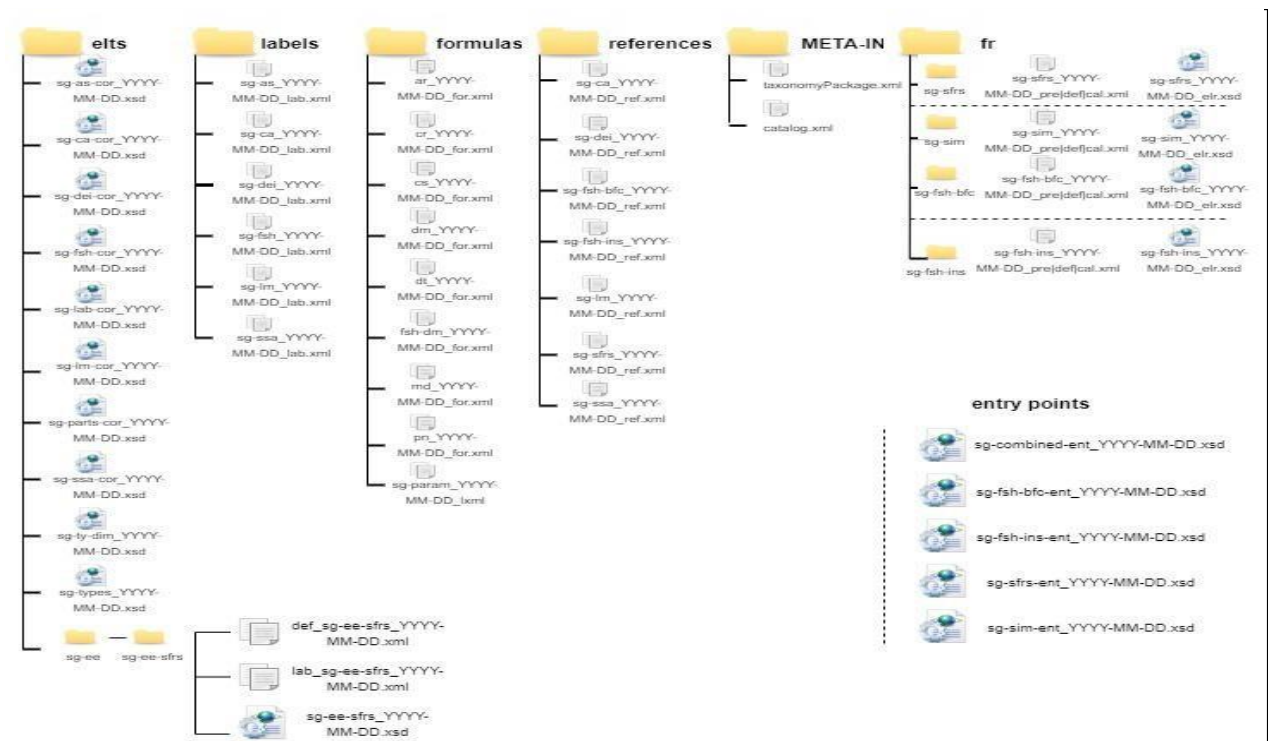 elts
sg-as-cor_YYYY-
MM-DD.xsd
sg-ca-cor_YYYY-
MM-DD.xsd
sg-dei-cor_YYYY-
MM-DD.xsd
sg-fsh-cor_YYYY-
MM-DD.xsd
sg-lab-cor_YYYY-
MM-DD.xsd
sg-lm-cor_YYYY-
MM-DD.xsd
sg-parts-cor_YYYY-
MM-DD.xsd
sg-ssa-cor_YYYY-
MM-DD.xsd
sg-ty-dim_YYYY-
MM-DD.xsd
sg-types_YYYY-
MM-DD.xsd
sg-ee
sg-ee-sfrs
def_sg-ee-sfrs_YYYY-
MM-DD.xml
lab_sg-ee-sfrs_YYYY-
MM-DD.xml
sg-ee-sfrs_YYYY-
MM-DD.xsd
labels
sg-as_YYYY-
MM-DD_lab.xml
sg-ca_YYYY-
MM-DD_lab.xml
sg-dei_YYYY-
MM-DD_lab.xml
sg-fsh_YYYY-
MM-DD_lab.xml
sg-lm_YYYY-
MM-DD_lab.xml
sg-ssa_YYYY-
MM-DD_lab.xml
formulas
ar_YYYY-
MM-DD_for.xml
cr_YYYY-
MM-DD_for.xml
cs_YYYY-
MM-DD_for.xml
dm_YYYY-
MM-DD_for.xml
dt_YYYY-
MM-DD_for.xml
fsh-dm_YYYY-
MM-DD_for.xml
md_YYYY-
MM-DD_for.xml
pn_YYYY-
MM-DD_for.xml
sg-param_YYYY-
MM-DD_lxml
references
sg-ca_YYYY-
MM-DD_ref.xml
sg-dei_YYYY-
MM-DD_ref.xml
sg-fsh-bfc_YYYY-
MM-DD_ref.xml
sg-fsh-ins_YYYY-
MM-DD_ref.xml
sg-lm_YYYY-
MM-DD_ref.xml
sg-sfrs_YYYY-
MM-DD_ref.xml
sg-ssa_YYYY-
MM-DD_ref.xml
META-IN
taxonomyPackage.xml
catalog.xml
fr
sg-sfrs
sg-sfrs_YYYY-
MM-DD_pre|def|cal.xml
sg-sfrs_YYYY-
MM-DD_elr.xsd
sg-sim
sg-sim_YYYY-
MM-DD_pre|def|cal.xml
sg-sim_YYYY-
MM-DD_elr.xsd
sg-fsh-bfc
sg-fsh-bfc_YYYY-
MM-DD_pre|def|cal.xml
sg-fsh-bfc_YYYY-
MM-DD_elr.xsd
sg-fsh-ins
sg-fsh-ins_YYYY-
MM-DD_pre|def|cal.xml
sg-fsh-ins_YYYY-
MM-DD_elr.xsd
entry points
sg-combined-ent_YYYY-MM-DD.xsd
sg-fsh-bfc-ent_YYYY-MM-DD.xsd
sg-fsh-ins-ent_YYYY-MM-DD.xsd
sg-sfrs-ent_YYYY-MM-DD.xsd
sg-sim-ent_YYYY-MM-DD.xsd